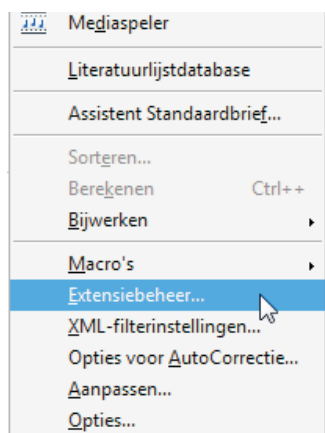 Mediaspeler
Literatuurlijstdatabase
Assistent Standaardbrief...
Sorteren...
Berekenen Ctrl++
Bijwerken
Macro's
Extensiebeheer...
XML-filterinstellingen...
Opties voor AutoCorrectie...
Aanpassen...
Opties...